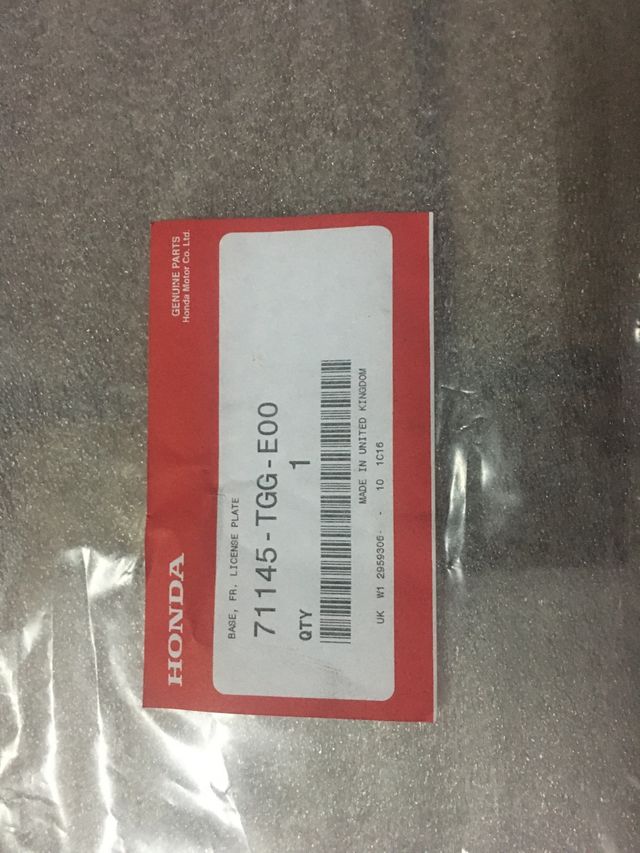 HONDA
GENUINE PARTS
Honda Motor Co. Ltd.
BASE, FR. LICENSE PLATE
71145-TGG-E00
QTY 1
MADE IN UNITED KINGDOM
UK W1 2959306- - 10 1C16